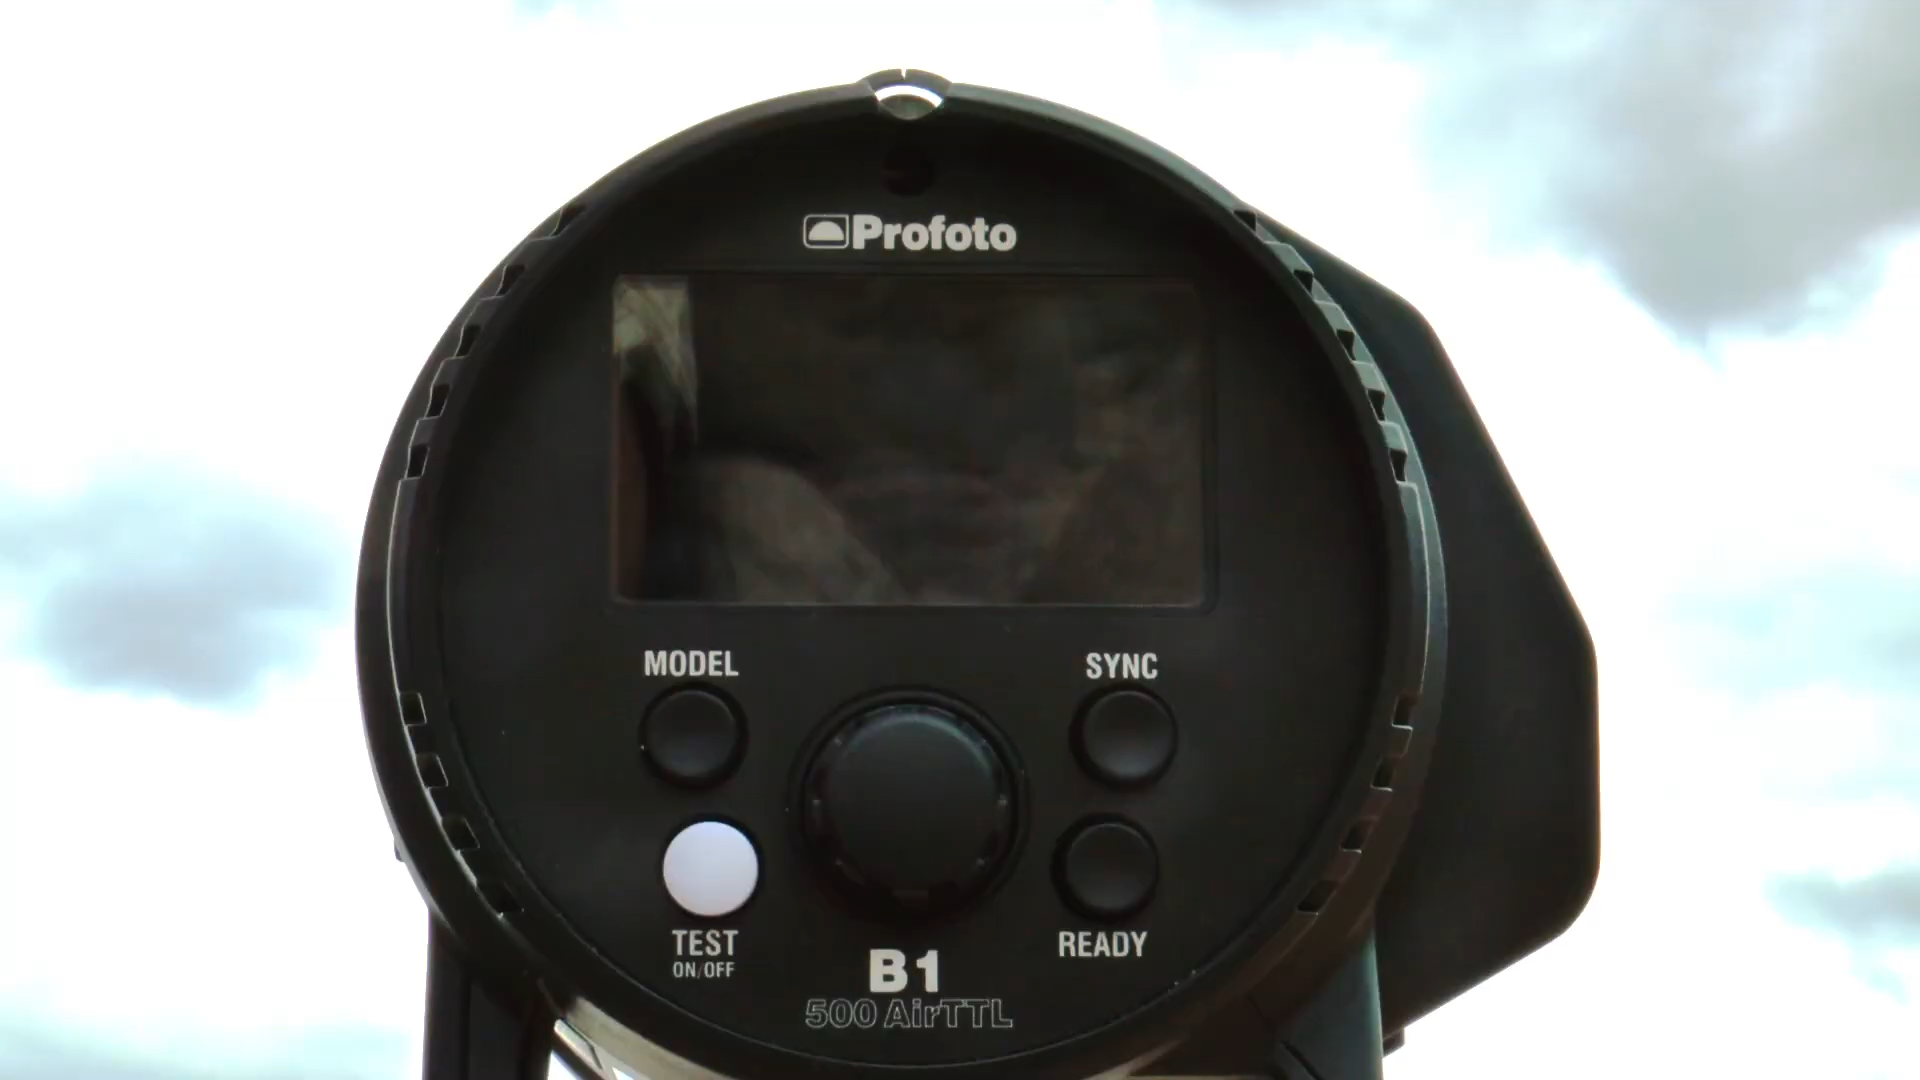 Profoto
MODEL
SYNC
TEST
ON/OFF
READY
B1
500 AirTTL